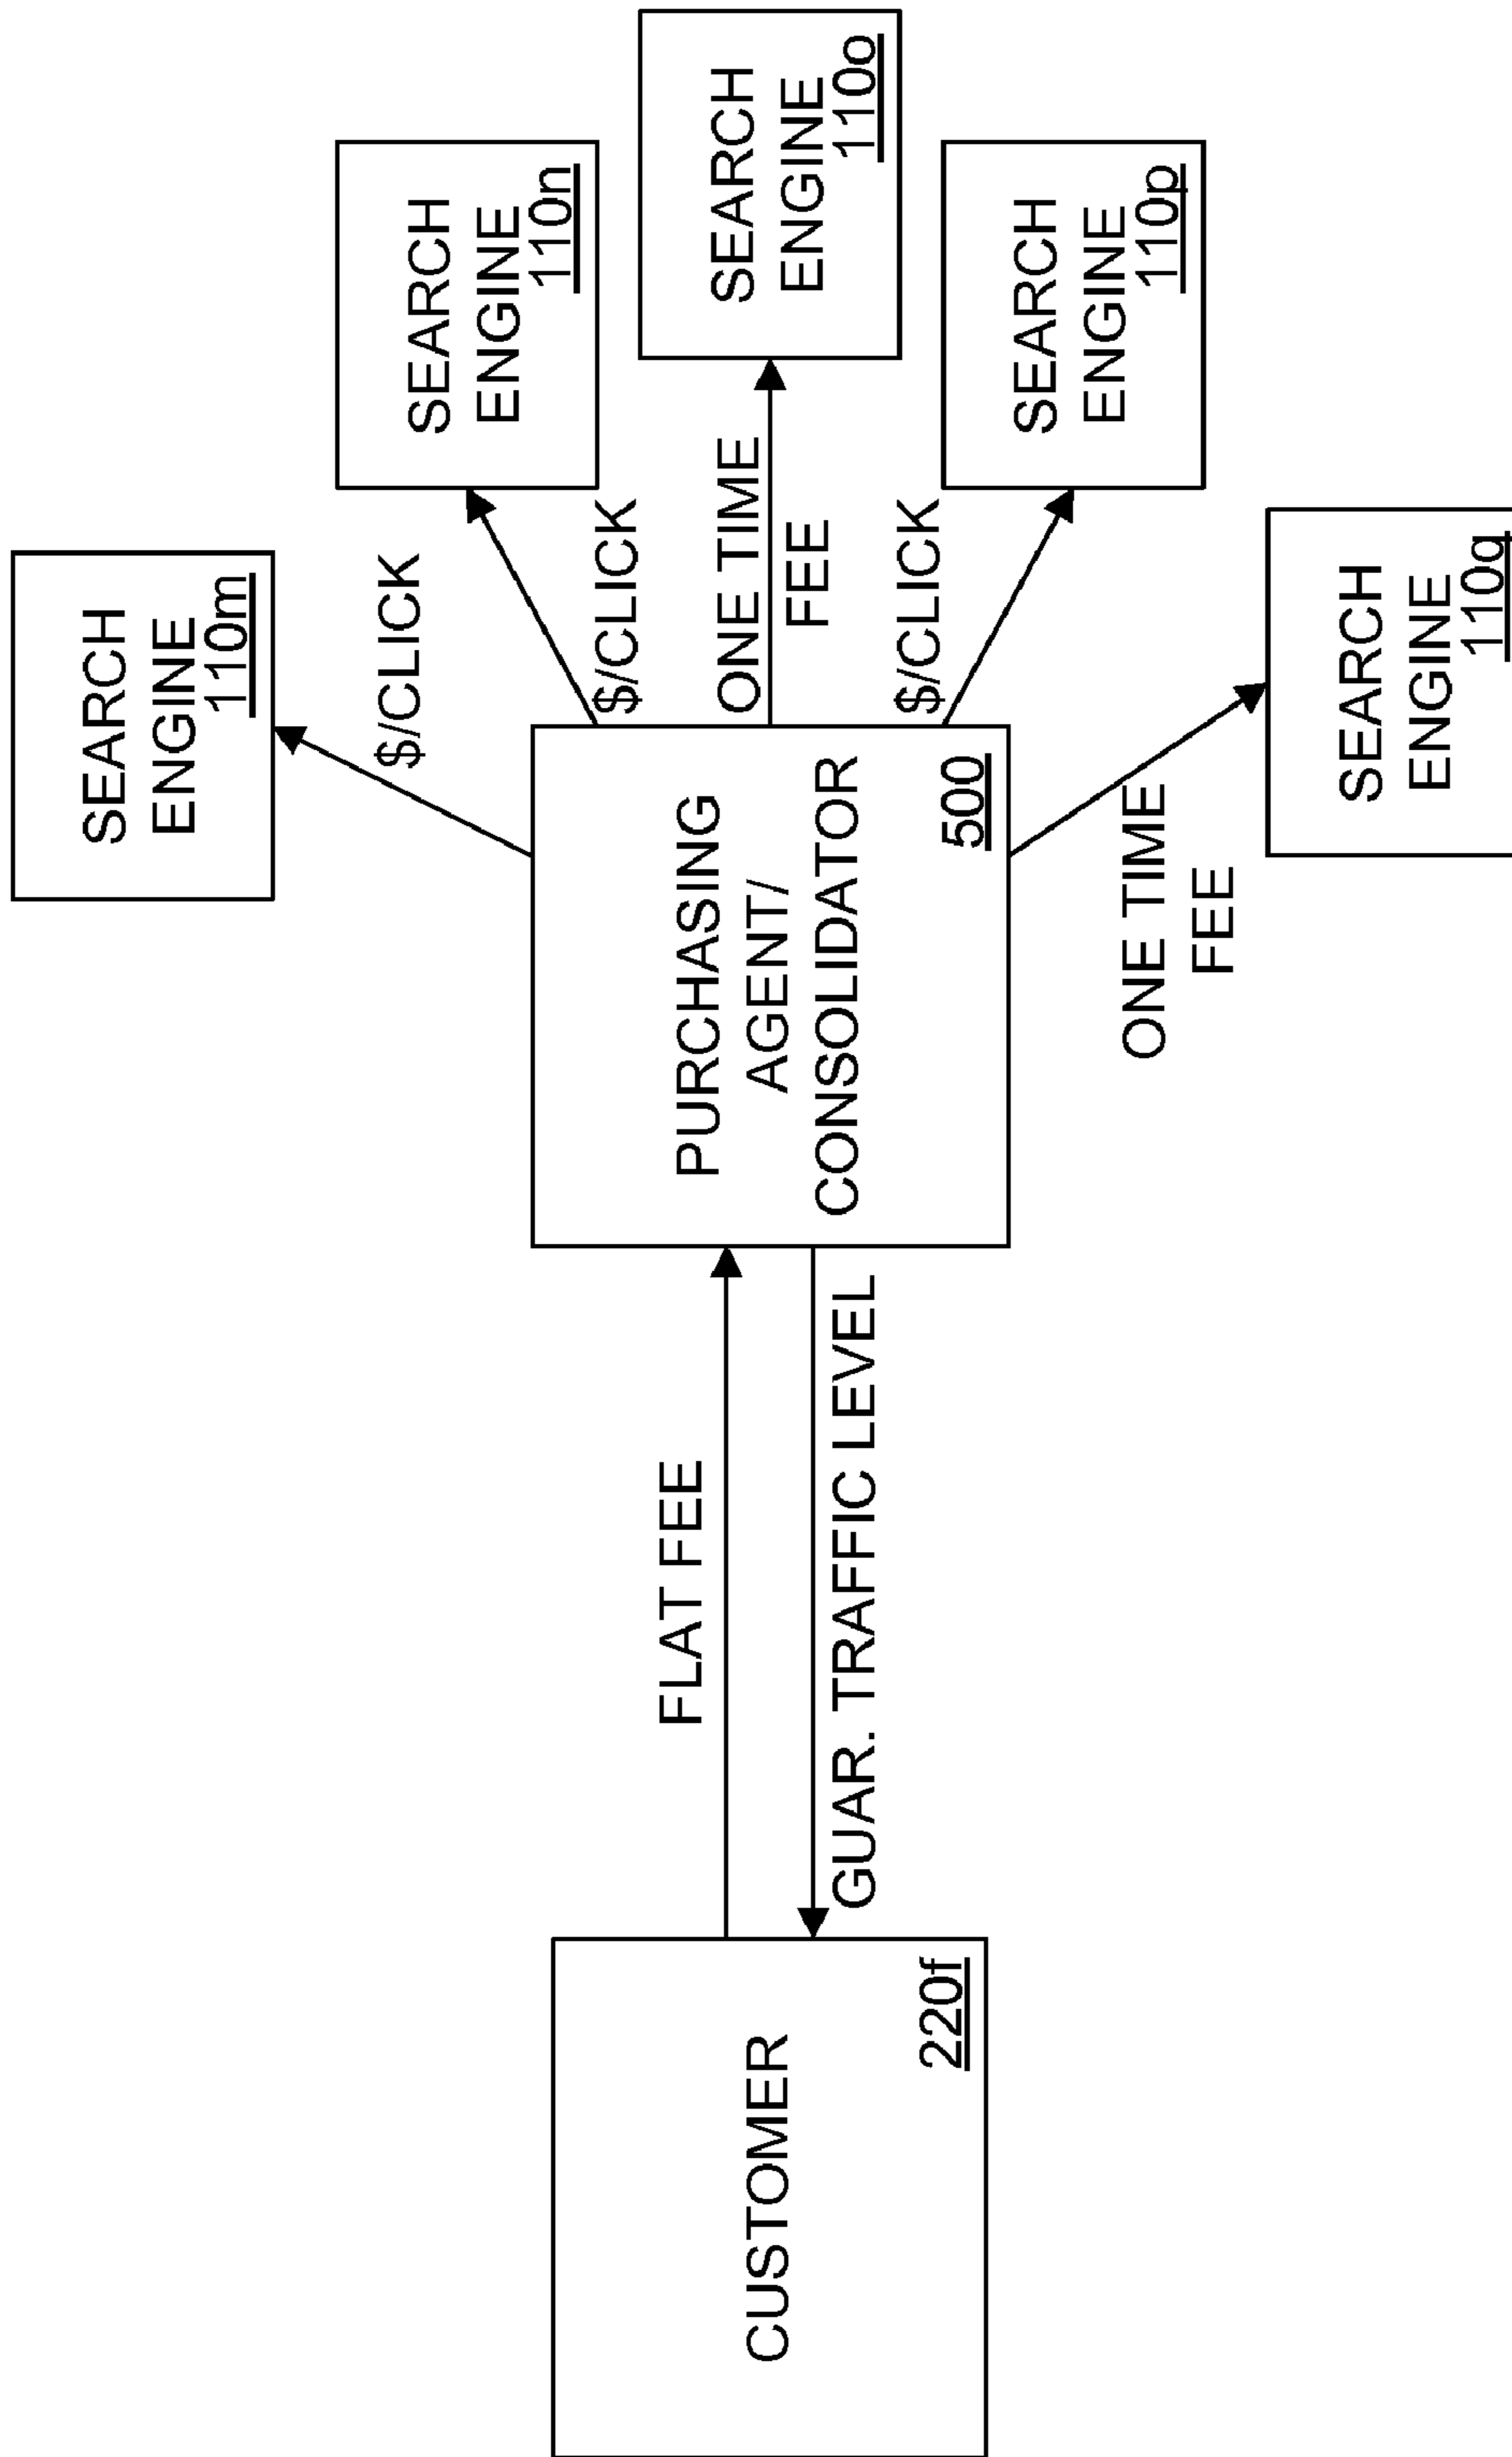 SEARCH
ENGINE
110m
$/CLICK
SEARCH
ENGINE
110n
$/CLICK
SEARCH
ENGINE
110o
ONE TIME
FEE
SEARCH
ENGINE
110p
$/CLICK
SEARCH
ENGINE
110q
ONE TIME
FEE
PURCHASING
AGENT/
CONSOLIDATOR
500
FLAT FEE
GUAR. TRAFFIC LEVEL
CUSTOMER
220f